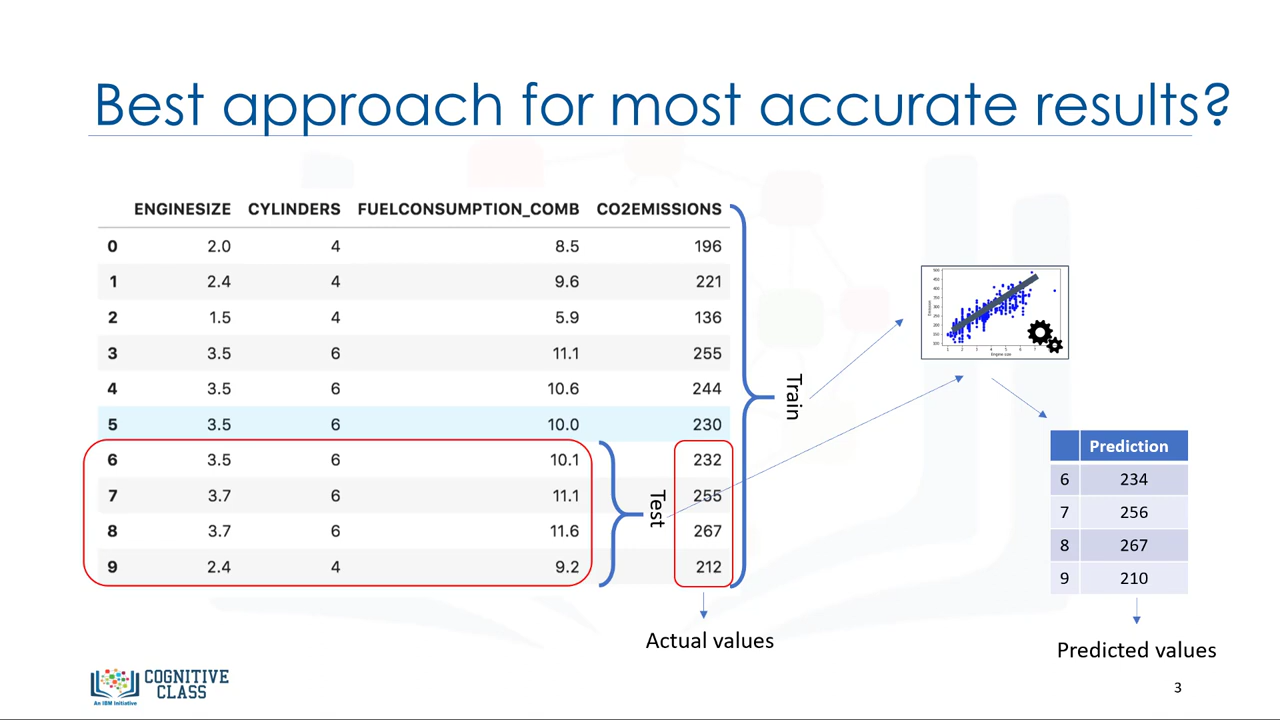 Best approach for most accurate results?
ENGINESIZE CYLINDERS FUELCONSUMPTION_COMB CO2EMISSIONS
0 2.0 4 8.5 196
1 2.4 4 9.6 221
2 1.5 4 5.9 136
3 3.5 6 11.1 255
4 3.5 6 10.6 244
5 3.5 6 10.0 230
6 3.5 6 10.1 232
7 3.7 6 11.1 255
8 3.7 6 11.6 267
9 2.4 4 9.2 212
Train
Test
Actual values
Engine size
Prediction
6 234
7 256
8 267
9 210
Predicted values
COGNITIVE
CLASS
An IBM Initiative
3